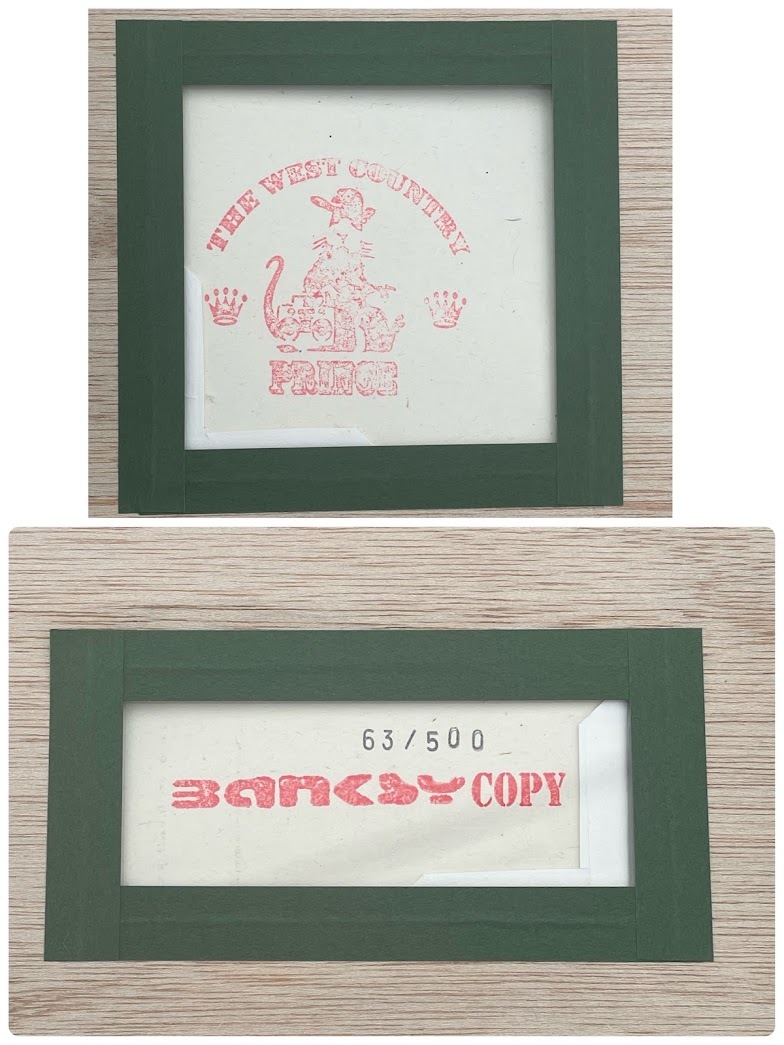 THE WEST COUNTRY
PRINCE
63/500
BANKSY COPY